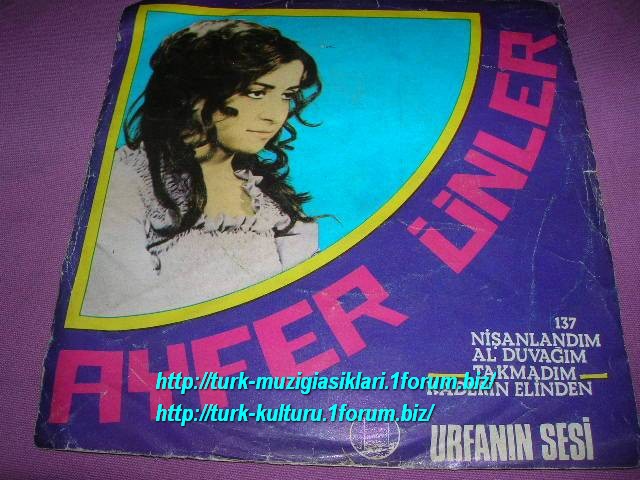 AYFER ÜNLER
137
NİŞANLANDIM
AL DUVAĞIM
TAKMADIM
KADERİN ELİNDEN
http://turk-muzigiasiklari.1forum.biz/
http://turk-kulturu.1forum.biz/
URFANIN SESİ